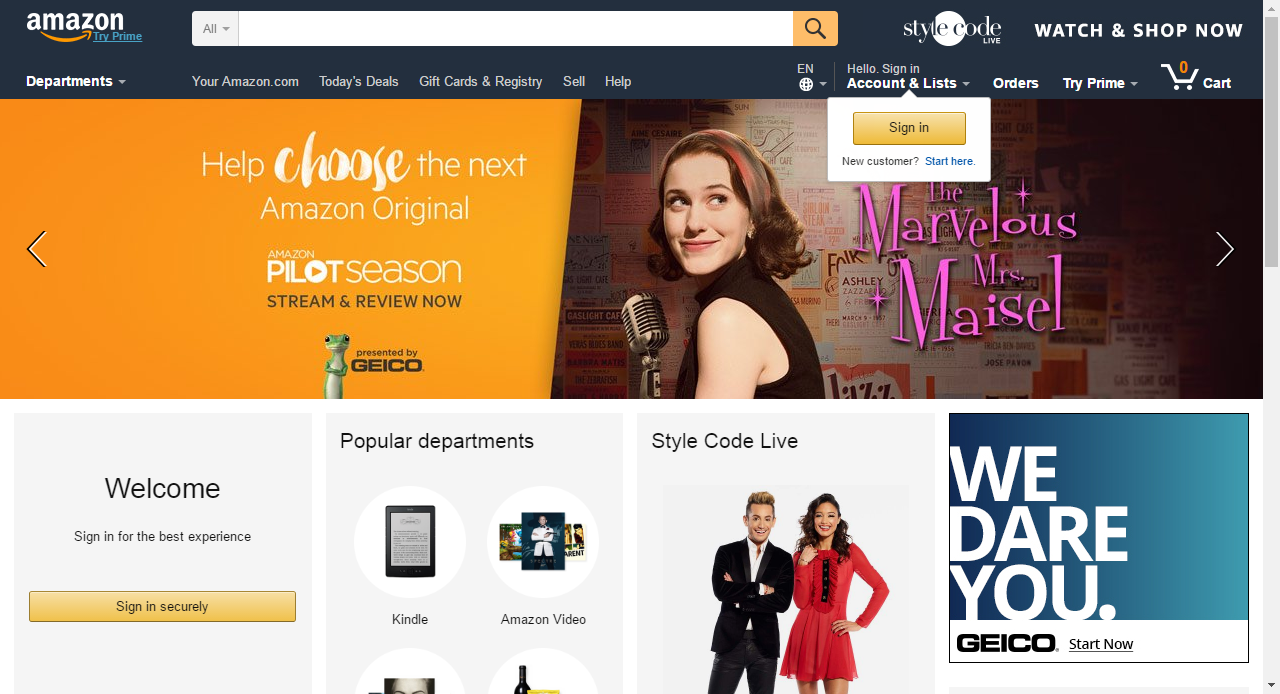 amazon
Try Prime
All
style code
LIVE
WATCH & SHOP NOW
Departments
Your Amazon.com
Today's Deals
Gift Cards & Registry
Sell
Help
EN
Hello. Sign in
Account & Lists
Orders
Try Prime
0
Cart
Sign in
New customer? Start here.
Help choose the next
Amazon Original
AMAZON
PILOT SEASON
STREAM & REVIEW NOW
presented by
GEICO
The
Marvelous
Mrs.
Maisel
Welcome
Sign in for the best experience
Sign in securely
Popular departments
Kindle
Amazon Video
Style Code Live
WE
DARE
YOU.
GEICO
Start Now